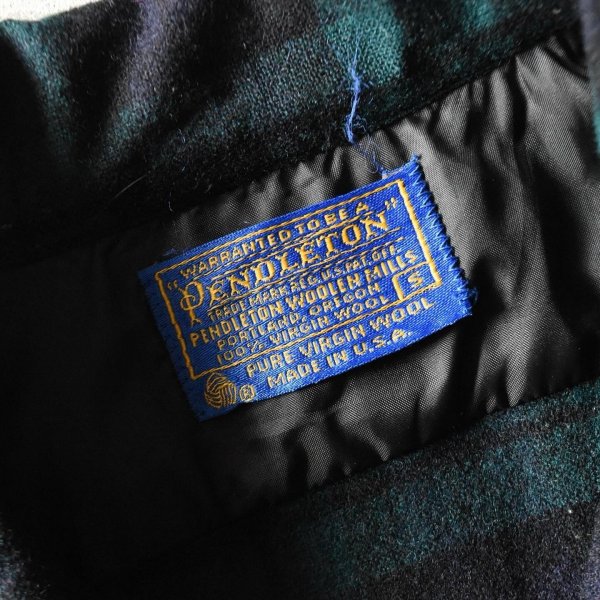 "WARRANTED TO BE A
PENDLETON"
TRADE MARK REG. U.S. PAT. OFF.
PENDLETON WOOLEN MILLS
PORTLAND, OREGON
100% VIRGIN WOOL
S
PURE VIRGIN WOOL
® MADE IN U.S.A.